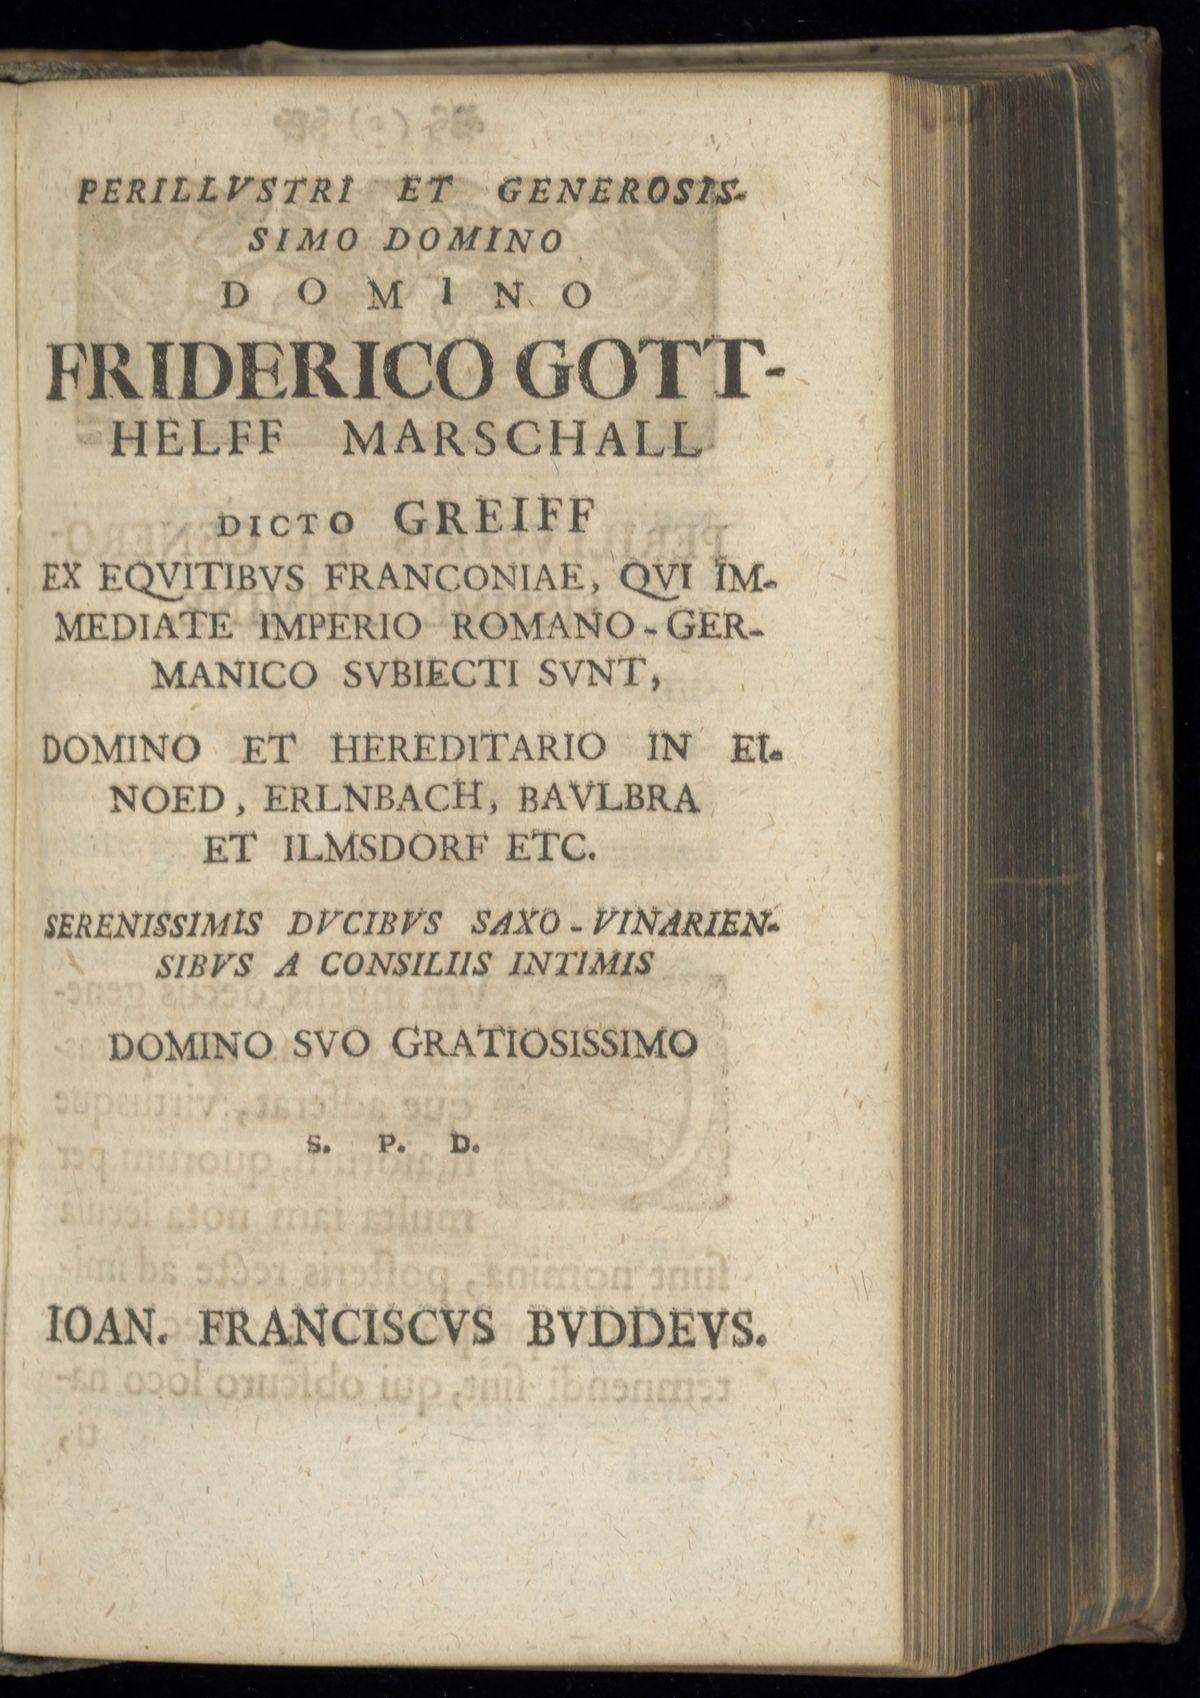 PERILLVSTRI ET GENEROSIS-
SIMO DOMINO
DOMINO
FRIDERICO GOTT-
HELFF MARSCHALL
DICTO GREIFF
EX EQVITIBVS FRANCONIAE, QVI IM-
MEDIATE IMPERIO ROMANO-GER-
MANICO SVBIECTI SVNT,
DOMINO ET HEREDITARIO IN EI-
NOED, ERLNBACH, BAVLBRA
ET ILMSDORF ETC.
SERENISSIMIS DVCIBVS SAXO-VINARIEN-
SIBVS A CONSILIIS INTIMIS
DOMINO SVO GRATIOSISSIMO
S. P. D.
IOAN. FRANCISCVS BVDDEVS.